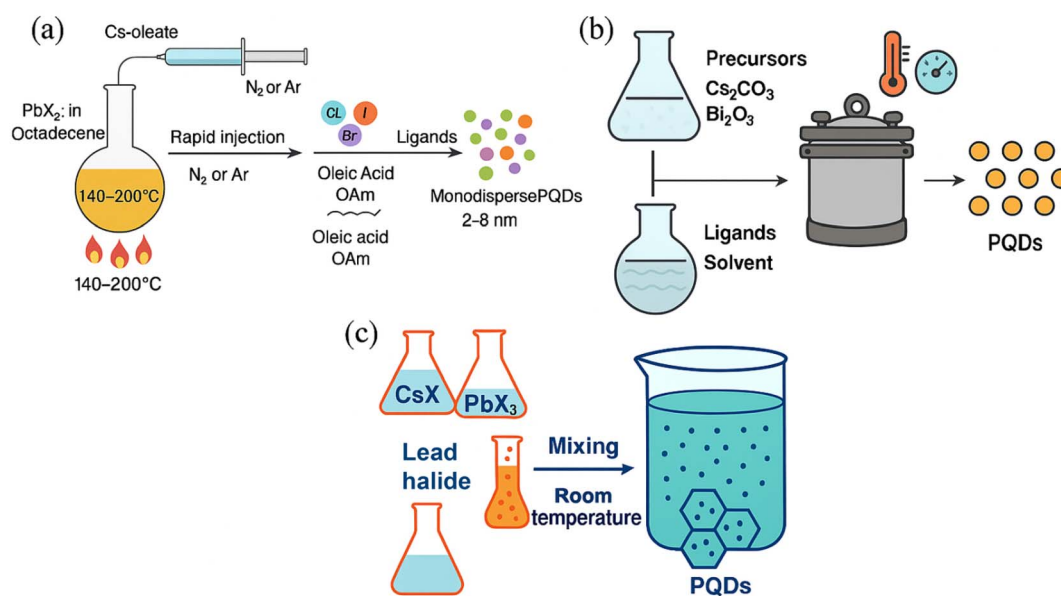 (a)
Cs-oleate
N₂ or Ar
PbX₂: in
Octadecene
140–200°C
140–200°C
Rapid injection
N₂ or Ar
CL
I
Br
Oleic Acid
OAm
Oleic acid
OAm
Ligands
MonodispersePQDs
2–8 nm
(b)
Precursors
Cs₂CO₃
Bi₂O₃
Ligands
Solvent
PQDs
(c)
CsX
PbX₃
Lead
halide
Mixing
Room
temperature
PQDs